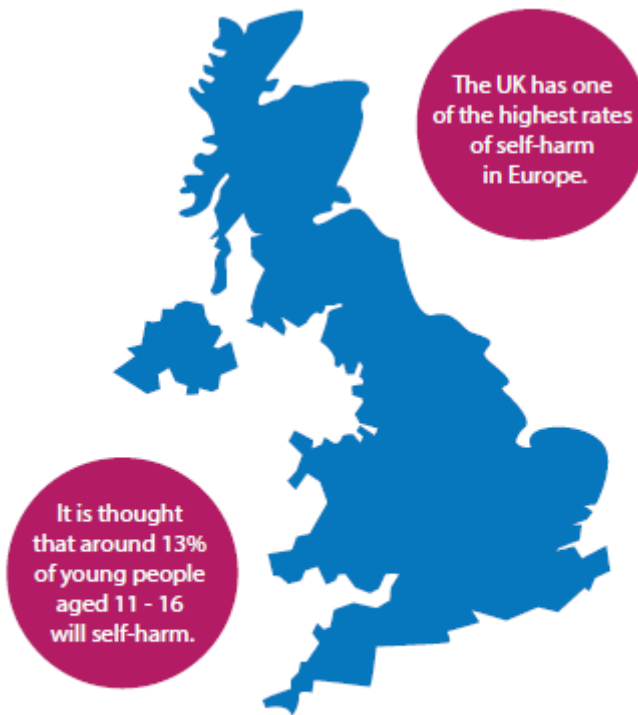 The UK has one
of the highest rates
of self-harm
in Europe.
It is thought
that around 13%
of young people
aged 11 - 16
will self-harm.